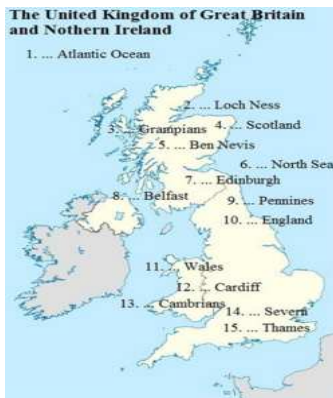 The United Kingdom of Great Britain
and Nothern Ireland
1. ... Atlantic Ocean
2. ... Loch Ness
3. ... Grampians
4. ... Scotland
5. ... Ben Nevis
6. ... North Sea
7. ... Edinburgh
8. ... Belfast
9. ... Pennines
10. ... England
11. ... Wales
12. ... Cardiff
13. ... Cambrians
14. ... Severn
15. ... Thames